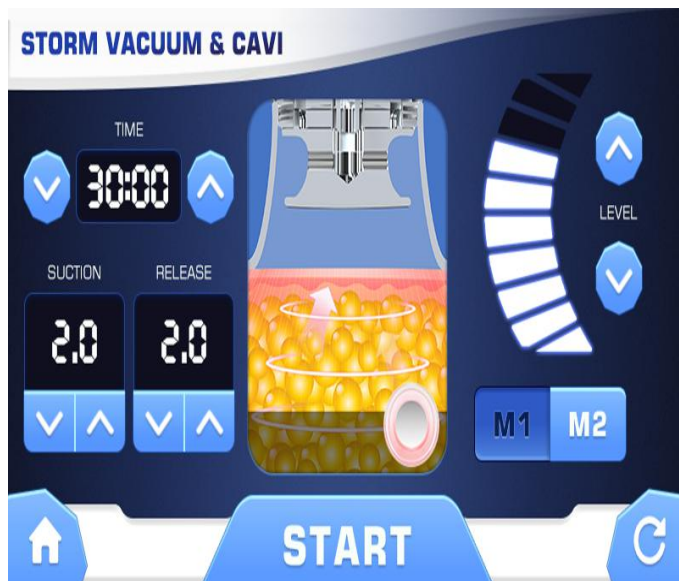 STORM VACUUM & CAVI
TIME
30:00
LEVEL
SUCTION
RELEASE
2.0
2.0
M1
M2
START